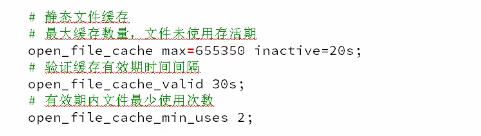 # 静态文件缓存
# 最大缓存数量，文件未使用存活期
open_file_cache max=655350 inactive=20s;
# 验证缓存有效期时间间隔
open_file_cache_valid 30s;
# 有效期内文件最少使用次数
open_file_cache_min_uses 2;